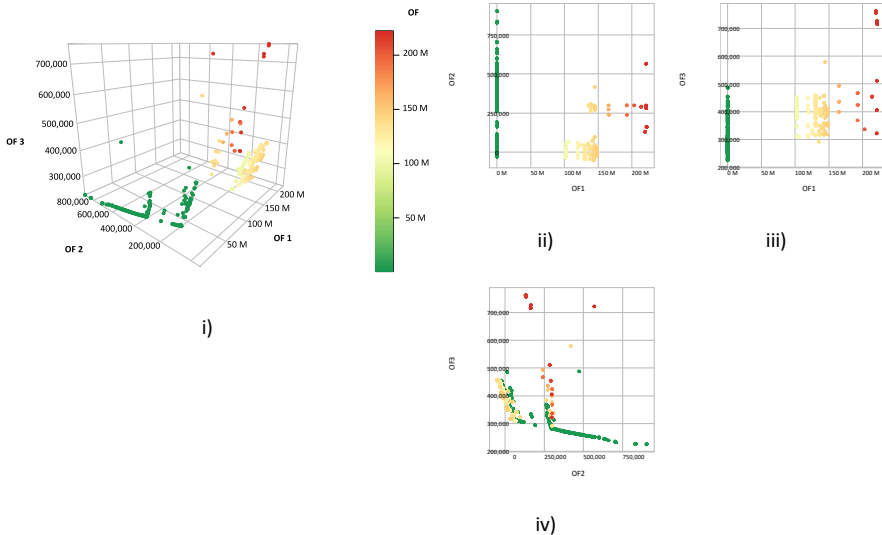 OF
OF 3
700,000
600,000
500,000
400,000
300,000
800,000
600,000
400,000
200,000
OF 2
200 M
150 M
100 M
50 M
OF 1
200 M
150 M
100 M
50 M
i)
OF2
750,000
500,000
250,000
0 M
50 M
100 M
150 M
200 M
OF1
ii)
OF3
700,000
600,000
500,000
400,000
300,000
200,000
0 M
50 M
100 M
150 M
200 M
OF1
iii)
OF3
700,000
600,000
500,000
400,000
300,000
200,000
0
250,000
500,000
750,000
OF2
iv)